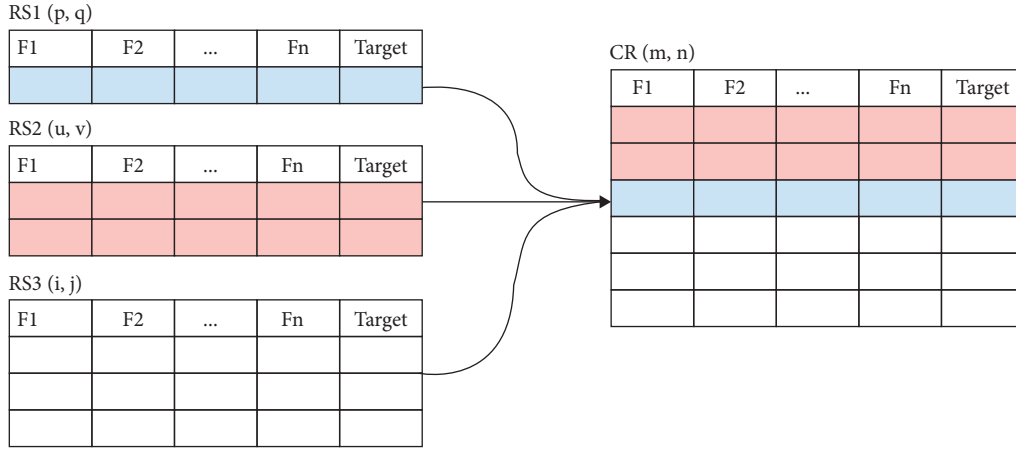 RS1 (p, q)
F1 F2 ... Fn Target
RS2 (u, v)
F1 F2 ... Fn Target
RS3 (i, j)
F1 F2 ... Fn Target
CR (m, n)
F1 F2 ... Fn Target